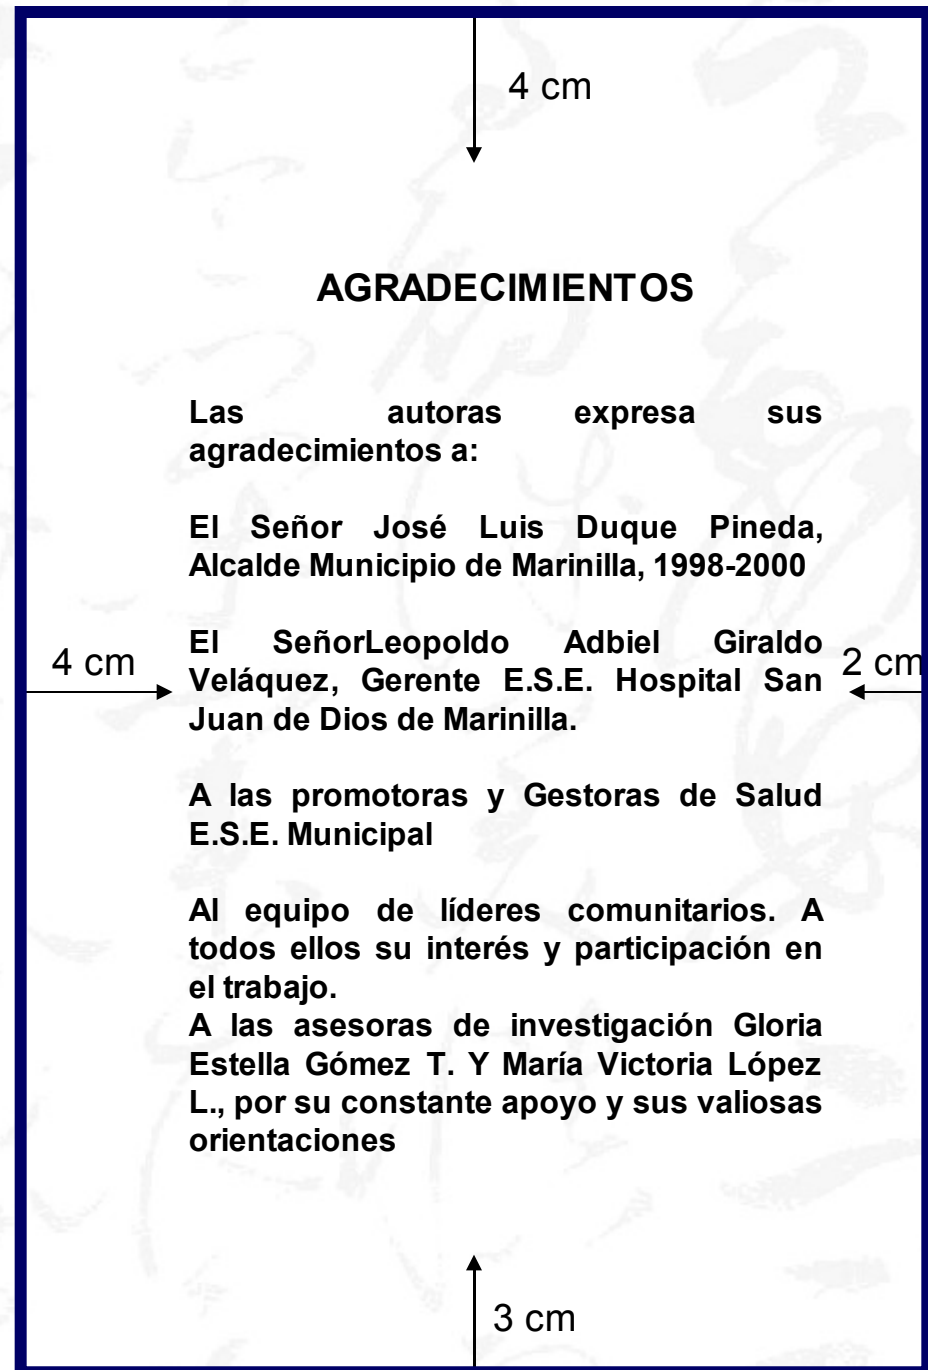 4 cm
AGRADECIMIENTOS
Las autoras expresa sus
agradecimientos a:
El Señor José Luis Duque Pineda,
Alcalde Municipio de Marinilla, 1998-2000
El SeñorLeopoldo Adbiel Giraldo
Veláquez, Gerente E.S.E. Hospital San
Juan de Dios de Marinilla.
4 cm
2 cm
A las promotoras y Gestoras de Salud
E.S.E. Municipal
Al equipo de líderes comunitarios. A
todos ellos su interés y participación en
el trabajo.
A las asesoras de investigación Gloria
Estella Gómez T. Y María Victoria López
L., por su constante apoyo y sus valiosas
orientaciones
3 cm